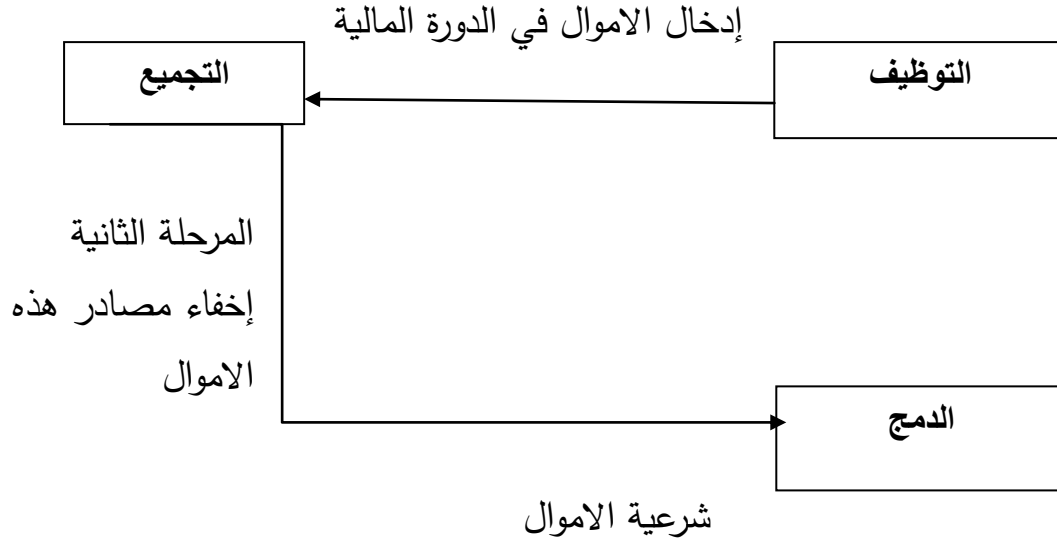 إدخال الاموال في الدورة المالية
التوظيف
التجميع
المرحلة الثانية
إخفاء مصادر هذه
الاموال
الدمج
شرعية الاموال